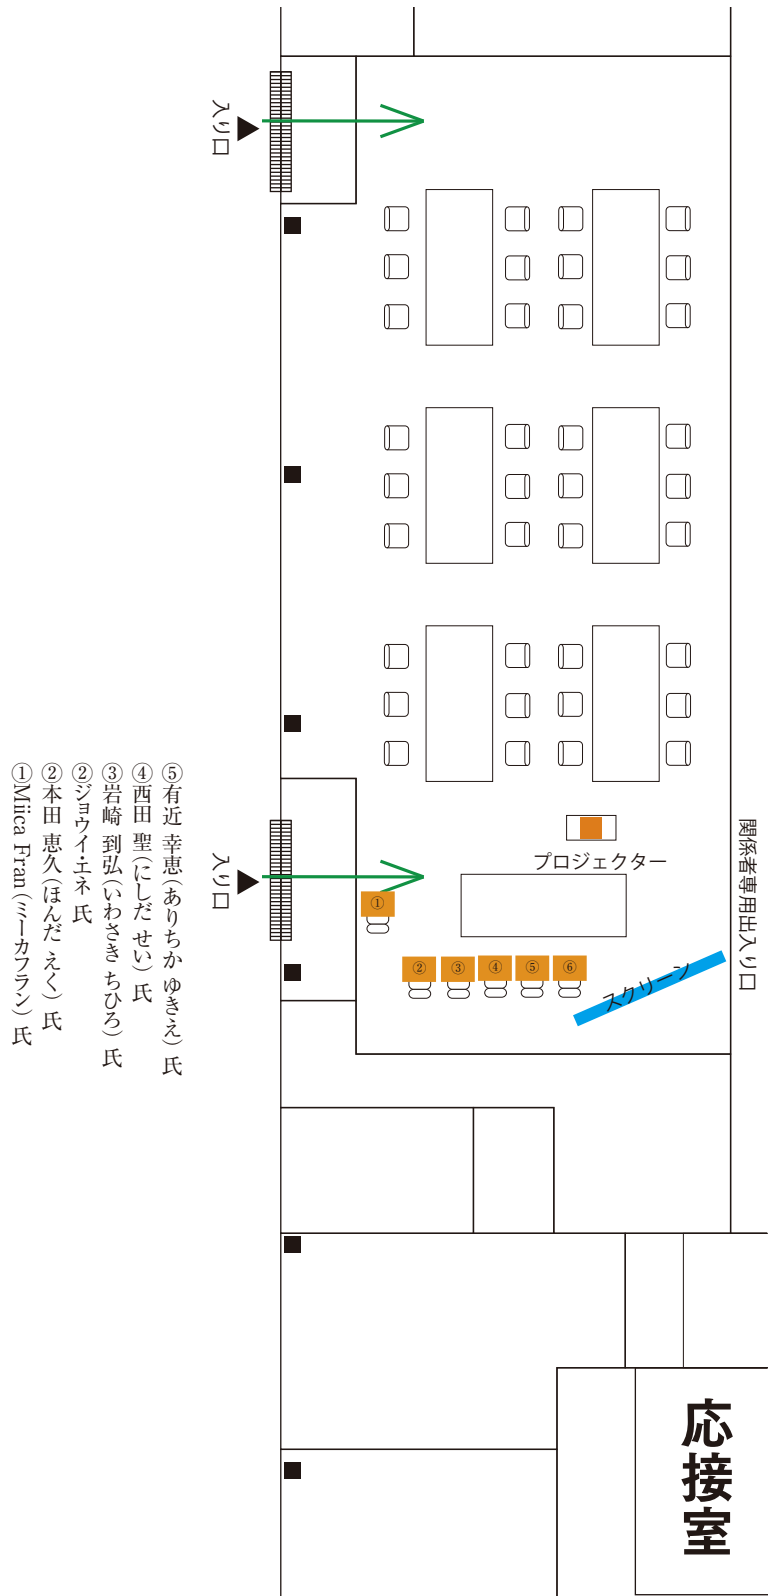 入り口
関係者専用出入り口
プロジェクター
入り口
①
②
③
④
⑤
⑥
スクリーン
⑤有近 幸恵(ありちか ゆきえ) 氏
④西田 聖(にしだ せい) 氏
③岩崎 到弘(いわさき ちひろ) 氏
②ジョウイ・エネ 氏
②本田 恵久(ほんだ えく) 氏
①Miica Fran(ミーカフラン) 氏
応接室